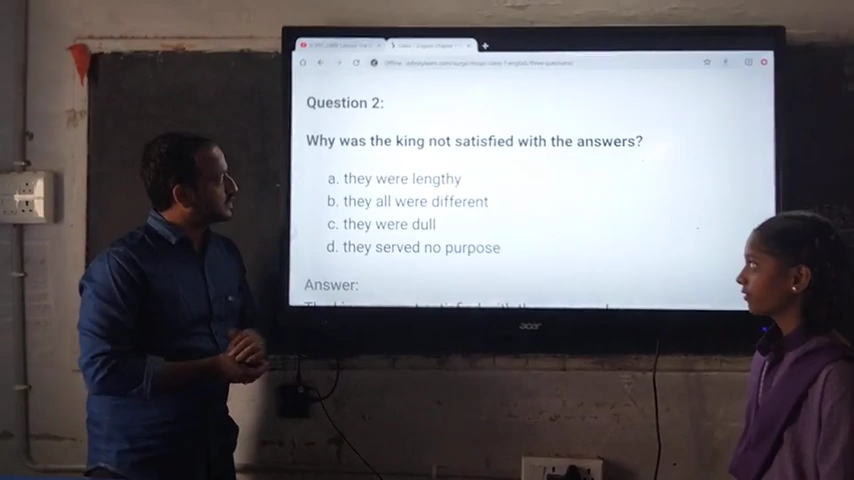 Offline
Question 2:
Why was the king not satisfied with the answers?
a. they were lengthy
b. they all were different
c. they were dull
d. they served no purpose
Answer:
acer